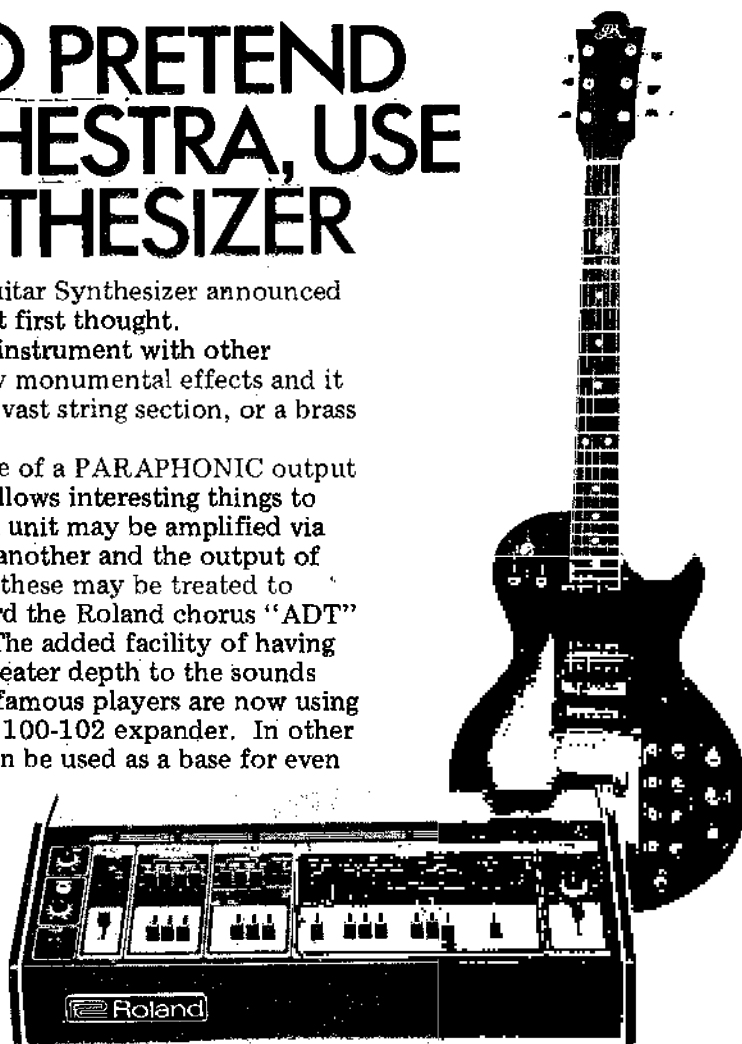 PRETEND
HESTRA, USE
THESIZER
uitar Synthesizer announced
t first thought.
instrument with other
y monumental effects and it
vast string section, or a brass
e of a PARAPHONIC output
llows interesting things to
unit may be amplified via
another and the output of
these may be treated to
rd the Roland chorus “ADT”
The added facility of having
eater depth to the sounds
famous players are now using
100-102 expander. In other
n be used as a base for even
Roland